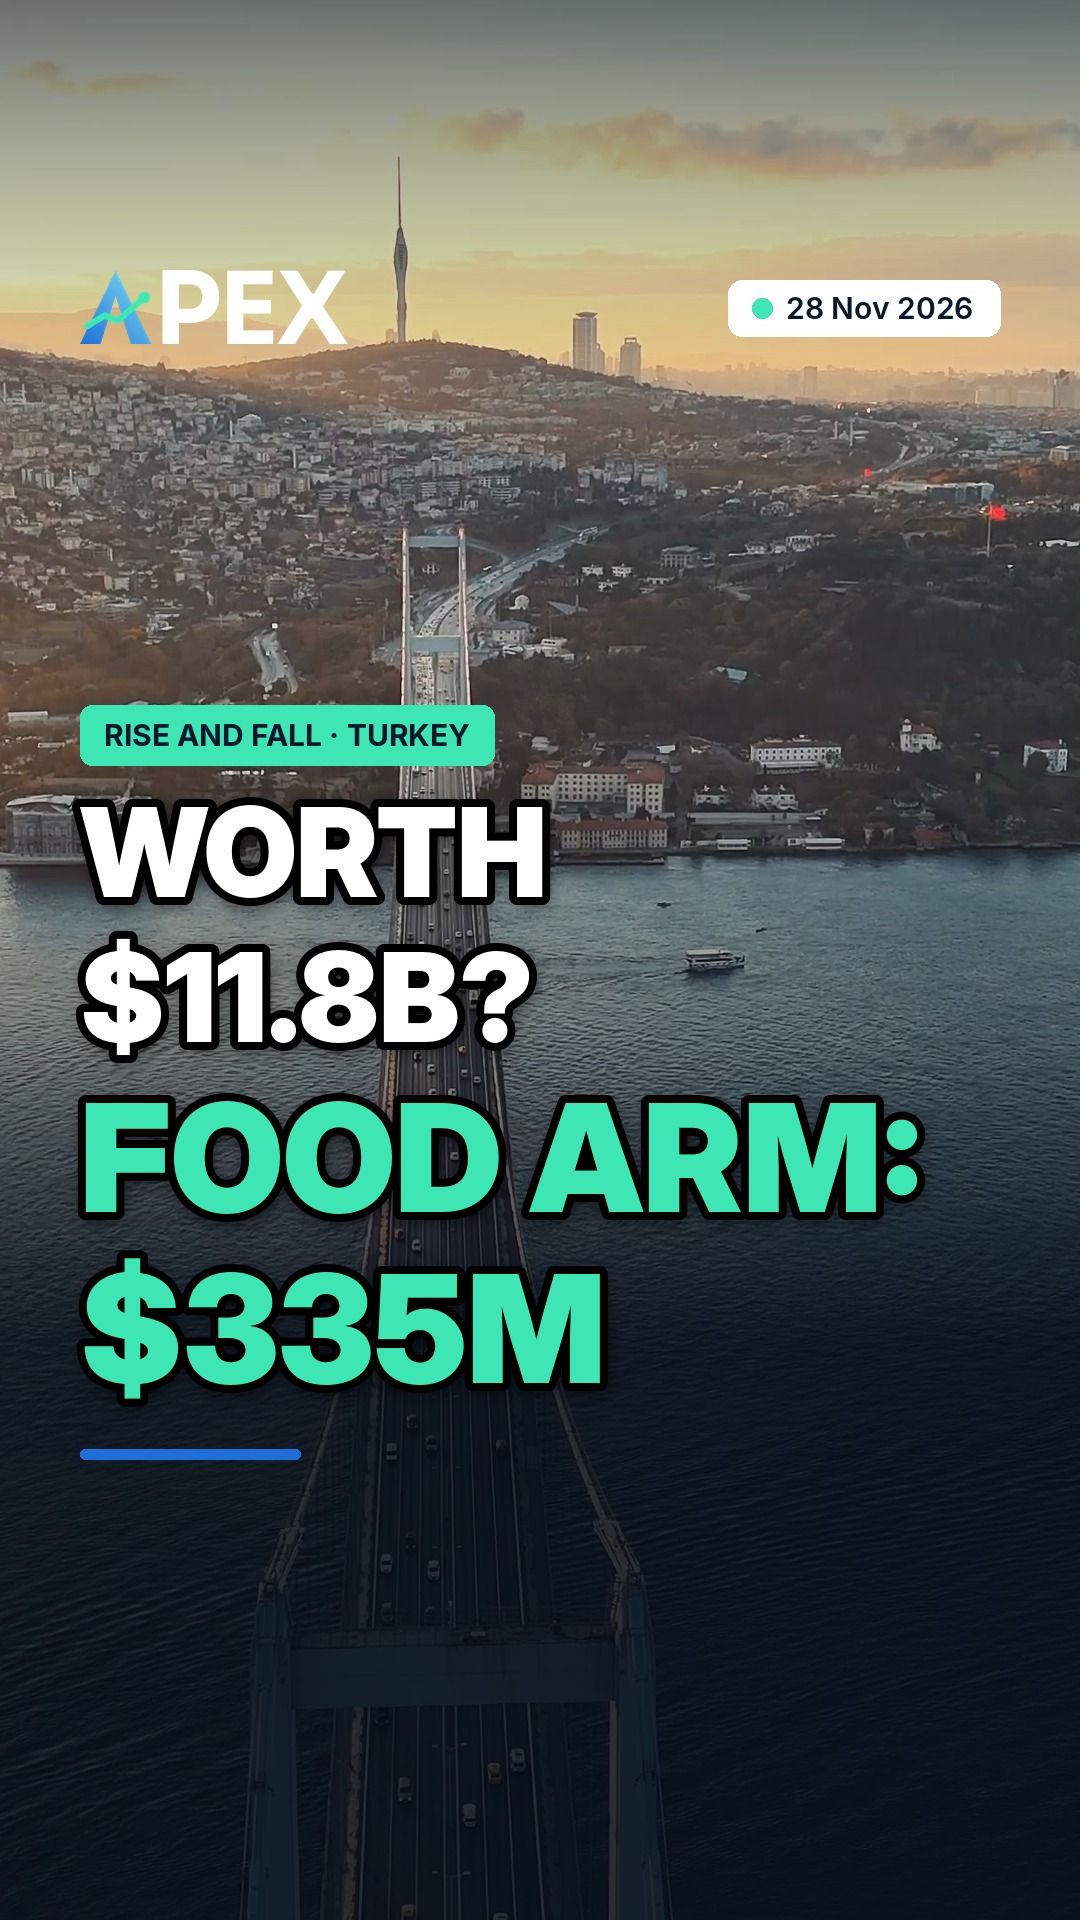 APEX
28 Nov 2026
RISE AND FALL · TURKEY
WORTH
$11.8B?
FOOD ARM:
$335M